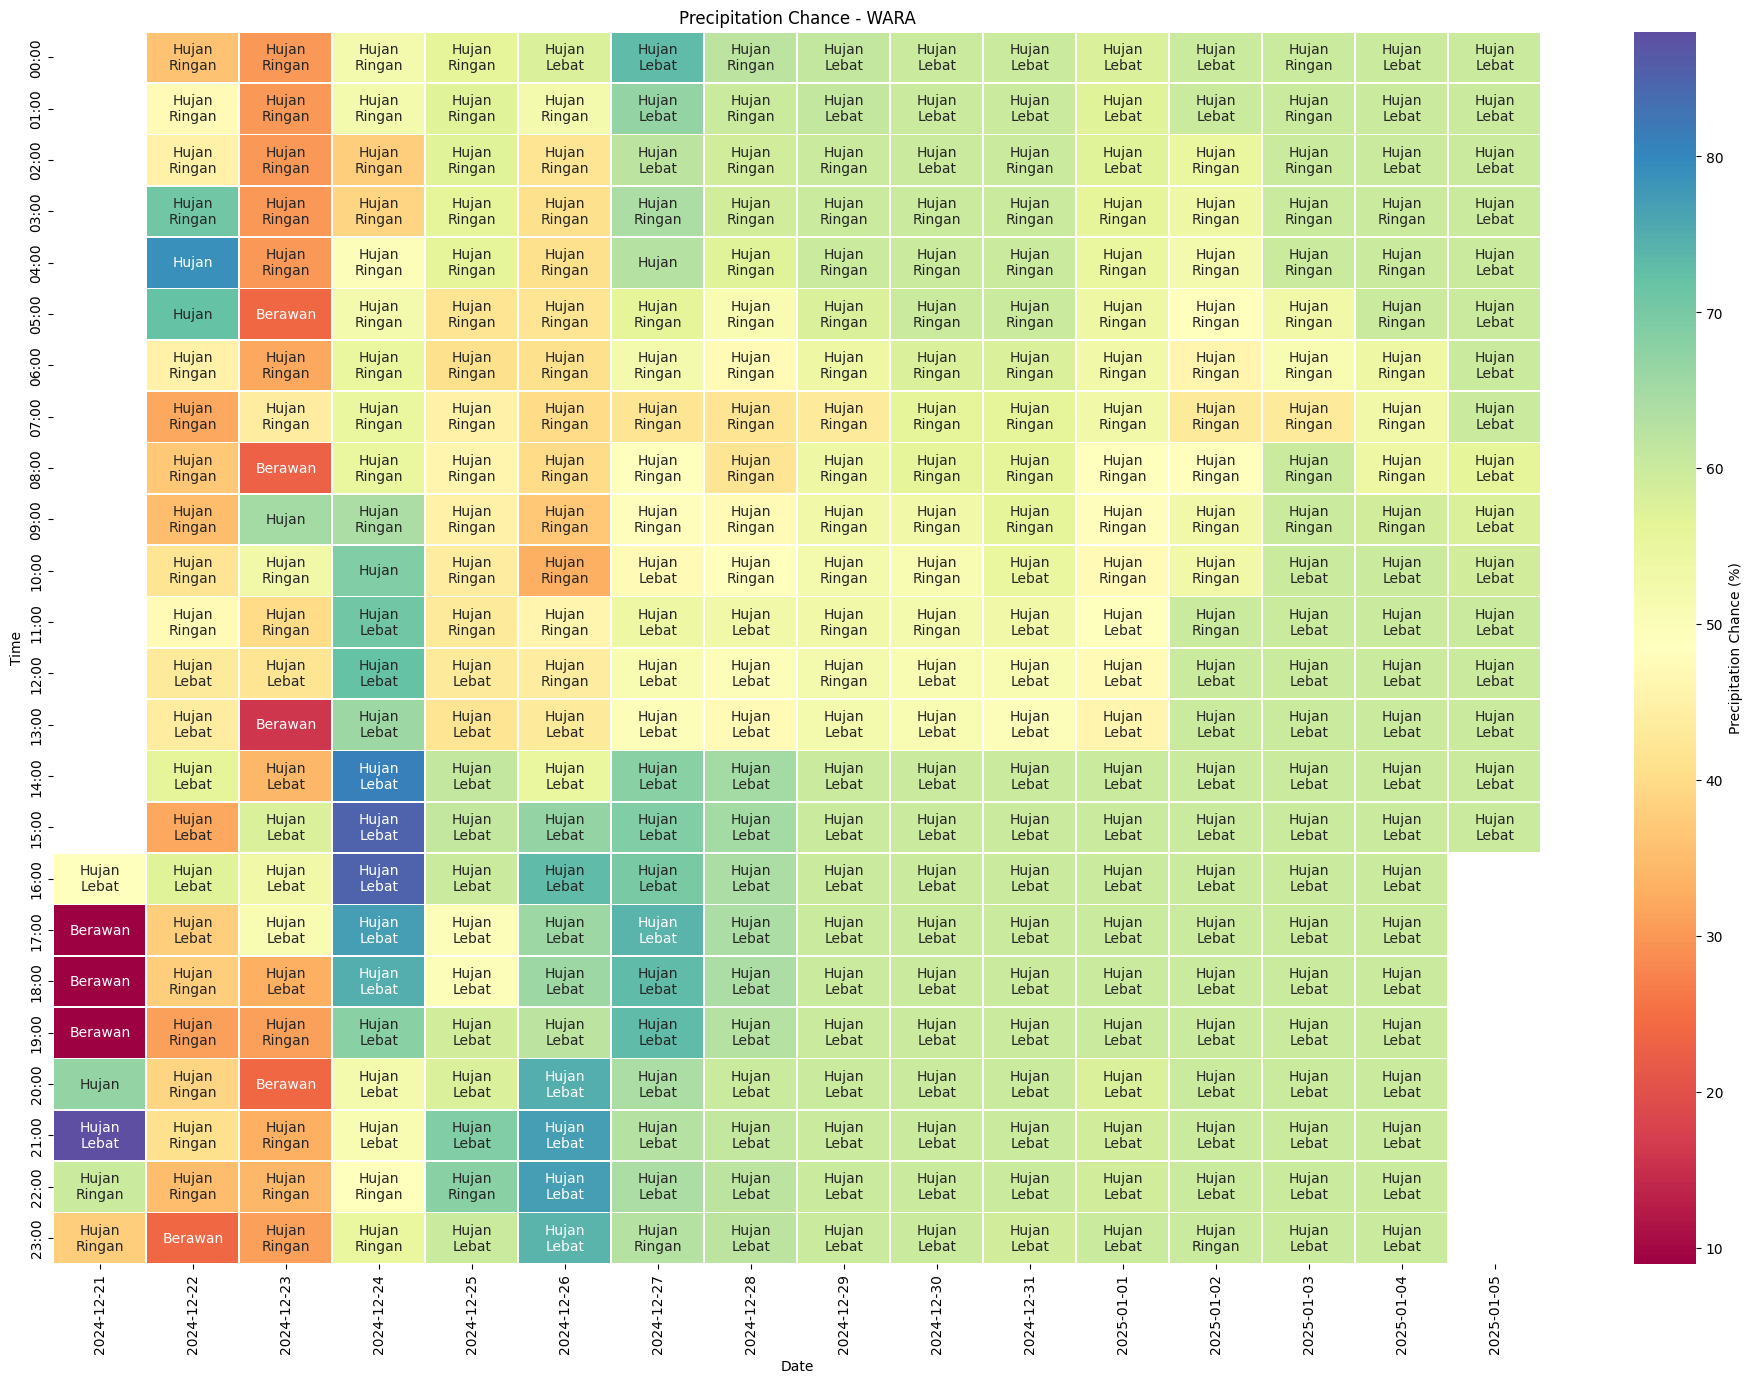 Precipitation Chance - WARA
00:00 Hujan Ringan Hujan Ringan Hujan Ringan Hujan Ringan Hujan Lebat Hujan Lebat Hujan Ringan Hujan Lebat Hujan Lebat Hujan Lebat Hujan Lebat Hujan Lebat Hujan Ringan Hujan Lebat Hujan Lebat
01:00 Hujan Ringan Hujan Ringan Hujan Ringan Hujan Ringan Hujan Ringan Hujan Lebat Hujan Ringan Hujan Lebat Hujan Lebat Hujan Lebat Hujan Lebat Hujan Lebat Hujan Ringan Hujan Lebat Hujan Lebat
02:00 Hujan Ringan Hujan Ringan Hujan Ringan Hujan Ringan Hujan Ringan Hujan Lebat Hujan Ringan Hujan Ringan Hujan Lebat Hujan Ringan Hujan Lebat Hujan Ringan Hujan Ringan Hujan Lebat Hujan Lebat
03:00 Hujan Ringan Hujan Ringan Hujan Ringan Hujan Ringan Hujan Ringan Hujan Ringan Hujan Ringan Hujan Ringan Hujan Ringan Hujan Ringan Hujan Ringan Hujan Ringan Hujan Ringan Hujan Ringan Hujan Lebat
04:00 Hujan Hujan Ringan Hujan Ringan Hujan Ringan Hujan Ringan Hujan Hujan Ringan Hujan Ringan Hujan Ringan Hujan Ringan Hujan Ringan Hujan Ringan Hujan Ringan Hujan Ringan Hujan Lebat
05:00 Hujan Berawan Hujan Ringan Hujan Ringan Hujan Ringan Hujan Ringan Hujan Ringan Hujan Ringan Hujan Ringan Hujan Ringan Hujan Ringan Hujan Ringan Hujan Ringan Hujan Ringan Hujan Lebat
06:00 Hujan Ringan Hujan Ringan Hujan Ringan Hujan Ringan Hujan Ringan Hujan Ringan Hujan Ringan Hujan Ringan Hujan Ringan Hujan Ringan Hujan Ringan Hujan Ringan Hujan Ringan Hujan Ringan Hujan Lebat
07:00 Hujan Ringan Hujan Ringan Hujan Ringan Hujan Ringan Hujan Ringan Hujan Ringan Hujan Ringan Hujan Ringan Hujan Ringan Hujan Ringan Hujan Ringan Hujan Ringan Hujan Ringan Hujan Ringan Hujan Lebat
08:00 Hujan Ringan Berawan Hujan Ringan Hujan Ringan Hujan Ringan Hujan Ringan Hujan Ringan Hujan Ringan Hujan Ringan Hujan Ringan Hujan Ringan Hujan Ringan Hujan Ringan Hujan Ringan Hujan Lebat
09:00 Hujan Ringan Hujan Hujan Ringan Hujan Ringan Hujan Ringan Hujan Ringan Hujan Ringan Hujan Ringan Hujan Ringan Hujan Ringan Hujan Ringan Hujan Ringan Hujan Ringan Hujan Ringan Hujan Lebat
10:00 Hujan Ringan Hujan Ringan Hujan Hujan Ringan Hujan Ringan Hujan Lebat Hujan Ringan Hujan Ringan Hujan Ringan Hujan Lebat Hujan Ringan Hujan Ringan Hujan Lebat Hujan Lebat Hujan Lebat
11:00 Hujan Ringan Hujan Ringan Hujan Lebat Hujan Ringan Hujan Ringan Hujan Lebat Hujan Lebat Hujan Ringan Hujan Ringan Hujan Lebat Hujan Lebat Hujan Ringan Hujan Lebat Hujan Lebat Hujan Lebat
12:00 Hujan Lebat Hujan Lebat Hujan Lebat Hujan Lebat Hujan Ringan Hujan Lebat Hujan Lebat Hujan Ringan Hujan Lebat Hujan Lebat Hujan Lebat Hujan Lebat Hujan Lebat Hujan Lebat Hujan Lebat
13:00 Hujan Lebat Berawan Hujan Lebat Hujan Lebat Hujan Lebat Hujan Lebat Hujan Lebat Hujan Lebat Hujan Lebat Hujan Lebat Hujan Lebat Hujan Lebat Hujan Lebat Hujan Lebat Hujan Lebat
14:00 Hujan Lebat Hujan Lebat Hujan Lebat Hujan Lebat Hujan Lebat Hujan Lebat Hujan Lebat Hujan Lebat Hujan Lebat Hujan Lebat Hujan Lebat Hujan Lebat Hujan Lebat Hujan Lebat Hujan Lebat
15:00 Hujan Lebat Hujan Lebat Hujan Lebat Hujan Lebat Hujan Lebat Hujan Lebat Hujan Lebat Hujan Lebat Hujan Lebat Hujan Lebat Hujan Lebat Hujan Lebat Hujan Lebat Hujan Lebat Hujan Lebat
16:00 Hujan Lebat Hujan Lebat Hujan Lebat Hujan Lebat Hujan Lebat Hujan Lebat Hujan Lebat Hujan Lebat Hujan Lebat Hujan Lebat Hujan Lebat Hujan Lebat Hujan Lebat Hujan Lebat Hujan Lebat
17:00 Berawan Hujan Lebat Hujan Lebat Hujan Lebat Hujan Lebat Hujan Lebat Hujan Lebat Hujan Lebat Hujan Lebat Hujan Lebat Hujan Lebat Hujan Lebat Hujan Lebat Hujan Lebat Hujan Lebat
18:00 Berawan Hujan Ringan Hujan Lebat Hujan Lebat Hujan Lebat Hujan Lebat Hujan Lebat Hujan Lebat Hujan Lebat Hujan Lebat Hujan Lebat Hujan Lebat Hujan Lebat Hujan Lebat Hujan Lebat
19:00 Berawan Hujan Ringan Hujan Ringan Hujan Lebat Hujan Lebat Hujan Lebat Hujan Lebat Hujan Lebat Hujan Lebat Hujan Lebat Hujan Lebat Hujan Lebat Hujan Lebat Hujan Lebat Hujan Lebat
20:00 Hujan Hujan Ringan Berawan Hujan Lebat Hujan Lebat Hujan Lebat Hujan Lebat Hujan Lebat Hujan Lebat Hujan Lebat Hujan Lebat Hujan Lebat Hujan Lebat Hujan Lebat Hujan Lebat
21:00 Hujan Lebat Hujan Ringan Hujan Ringan Hujan Lebat Hujan Lebat Hujan Lebat Hujan Lebat Hujan Lebat Hujan Lebat Hujan Lebat Hujan Lebat Hujan Lebat Hujan Lebat Hujan Lebat Hujan Lebat
22:00 Hujan Ringan Hujan Ringan Hujan Ringan Hujan Ringan Hujan Ringan Hujan Lebat Hujan Lebat Hujan Lebat Hujan Lebat Hujan Lebat Hujan Lebat Hujan Lebat Hujan Lebat Hujan Lebat Hujan Lebat
23:00 Hujan Ringan Berawan Hujan Ringan Hujan Ringan Hujan Lebat Hujan Lebat Hujan Ringan Hujan Lebat Hujan Lebat Hujan Lebat Hujan Lebat Hujan Lebat Hujan Ringan Hujan Lebat Hujan Lebat
Time
2024-12-21 2024-12-22 2024-12-23 2024-12-24 2024-12-25 2024-12-26 2024-12-27 2024-12-28 2024-12-29 2024-12-30 2024-12-31 2025-01-01 2025-01-02 2025-01-03 2025-01-04 2025-01-05
Date
80
70
60
50
40
30
20
10
Precipitation Chance (%)